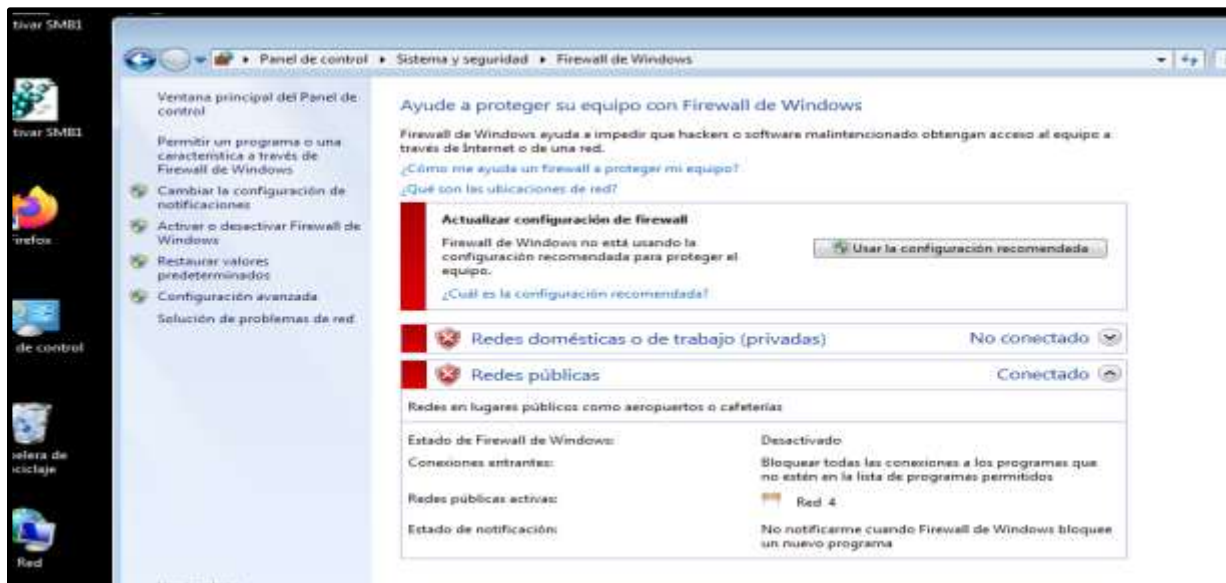 tivar SMB1
tivar SMB1
irefox
de control
pelera de
eciclaje
Red
Panel de control ▸ Sistema y seguridad ▸ Firewall de Windows
Ventana principal del Panel de
control
Permitir un programa o una
característica a través de
Firewall de Windows
Cambiar la configuración de
notificaciones
Activar o desactivar Firewall de
Windows
Restaurar valores
predeterminados
Configuración avanzada
Solución de problemas de red
Ayude a proteger su equipo con Firewall de Windows
Firewall de Windows ayuda a impedir que hackers o software malintencionado obtengan acceso al equipo a
través de Internet o de una red.
¿Cómo me ayuda un firewall a proteger mi equipo?
¿Qué son las ubicaciones de red?
Actualizar configuración de firewall
Firewall de Windows no está usando la
configuración recomendada para proteger el
equipo.
Usar la configuración recomendada
¿Cuál es la configuración recomendada?
Redes domésticas o de trabajo (privadas) No conectado
Redes públicas Conectado
Redes en lugares públicos como aeropuertos o cafeterías
Estado de Firewall de Windows: Desactivado
Conexiones entrantes: Bloquear todas las conexiones a los programas que
no estén en la lista de programas permitidos
Redes públicas activas: Red 4
Estado de notificación: No notificarme cuando Firewall de Windows bloquee
un nuevo programa